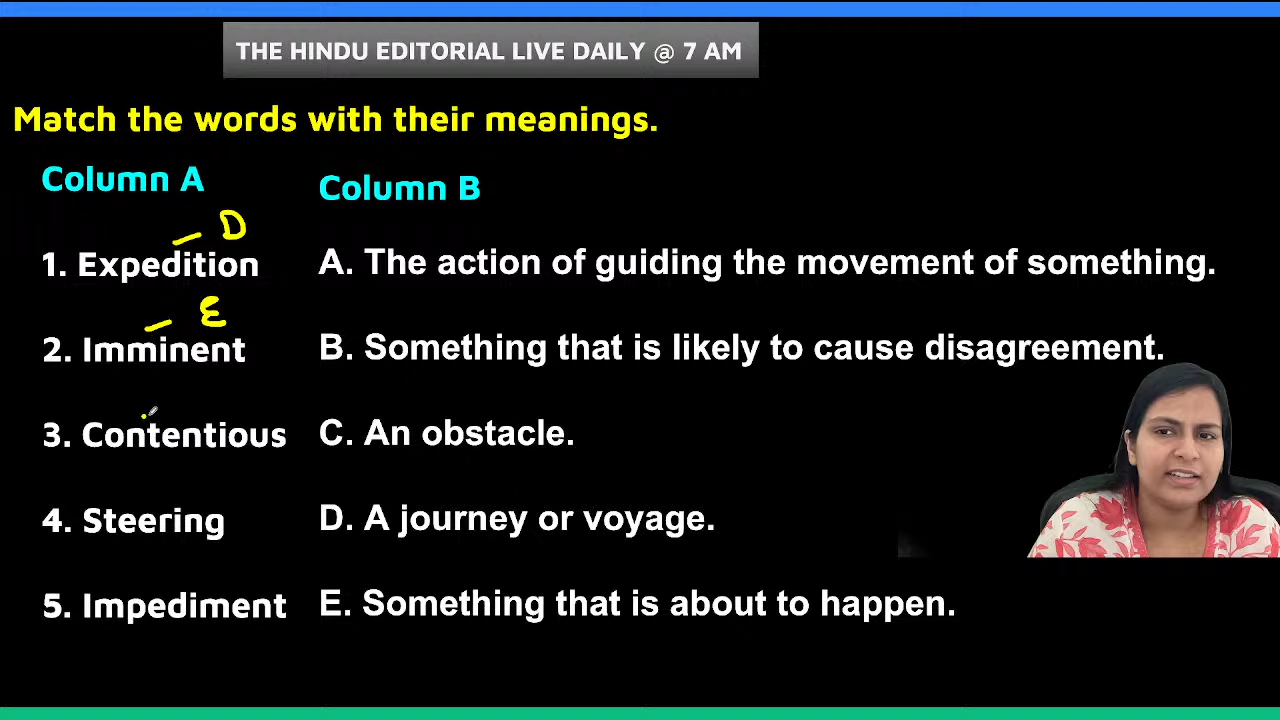 THE HINDU EDITORIAL LIVE DAILY @ 7 AM
Match the words with their meanings.
Column A Column B
D
1. Expedition A. The action of guiding the movement of something.
E
2. Imminent B. Something that is likely to cause disagreement.
3. Contentious C. An obstacle.
4. Steering D. A journey or voyage.
5. Impediment E. Something that is about to happen.